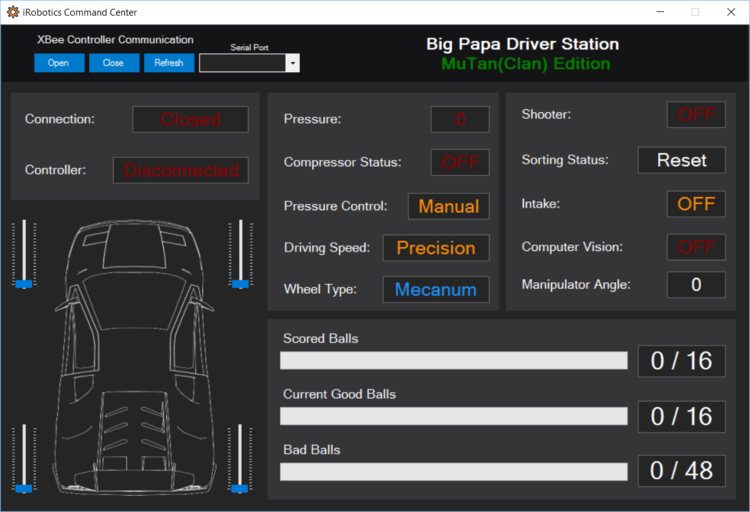 iRobotics Command Center
XBee Controller Communication
Serial Port
Open Close Refresh
Big Papa Driver Station
MuTan(Clan) Edition
Connection: Closed
Controller: Disconnected
Pressure: 0
Compressor Status: OFF
Pressure Control: Manual
Driving Speed: Precision
Wheel Type: Mecanum
Shooter: OFF
Sorting Status: Reset
Intake: OFF
Computer Vision: OFF
Manipulator Angle: 0
Scored Balls
0 / 16
Current Good Balls
0 / 16
Bad Balls
0 / 48